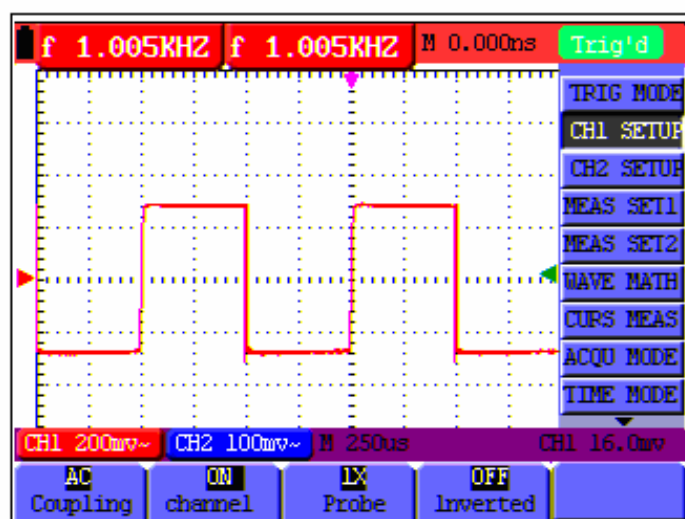 f 1.005KHZ f 1.005KHZ M 0.000ns Trig'd
TRIG MODE
CH1 SETUP
CH2 SETUP
MEAS SET1
MEAS SET2
WAVE MATH
CURS MEAS
ACQU MODE
TIME MODE
CH1 200mv~ CH2 100mv~ M 250us CH1 16.0mv
AC ON 1X OFF
Coupling channel Probe Inverted